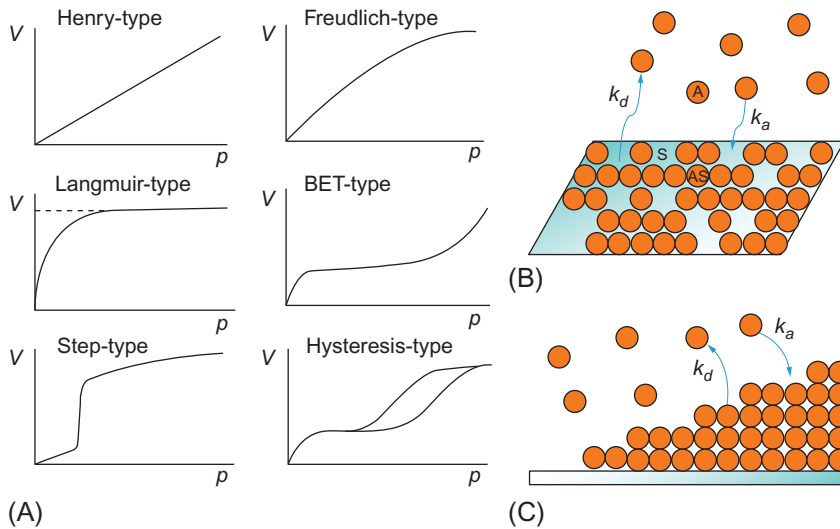 Henry-type
V
p
Freudlich-type
V
p
Langmuir-type
V
p
BET-type
V
p
Step-type
V
p
Hysteresis-type
V
p
(A)
k_d
A
k_a
S
AS
(B)
k_a
k_d
(C)